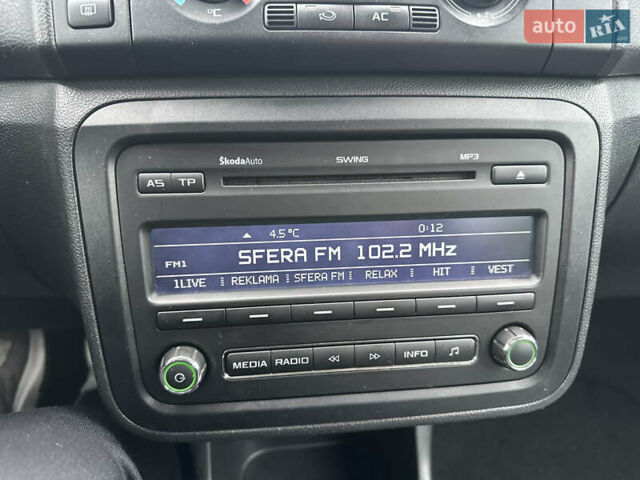 °C
AC
auto RIA
.com
ŠkodaAuto SWING MP3
AS TP
4.5°C 0:12
SFERA FM 102.2 MHz
FM1
1LIVE REKLAMA SFERA FM RELAX HIT VEST
MEDIA RADIO INFO